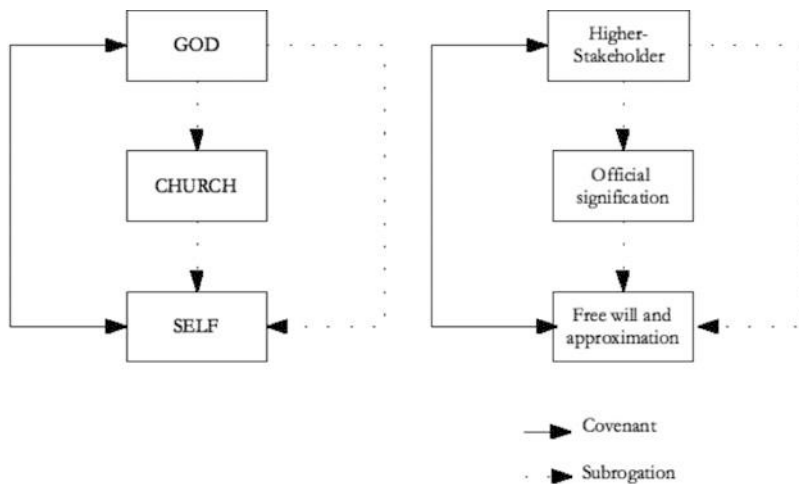 GOD
CHURCH
SELF
Higher-
Stakeholder
Official
signification
Free will and
approximation
Covenant
Subrogation